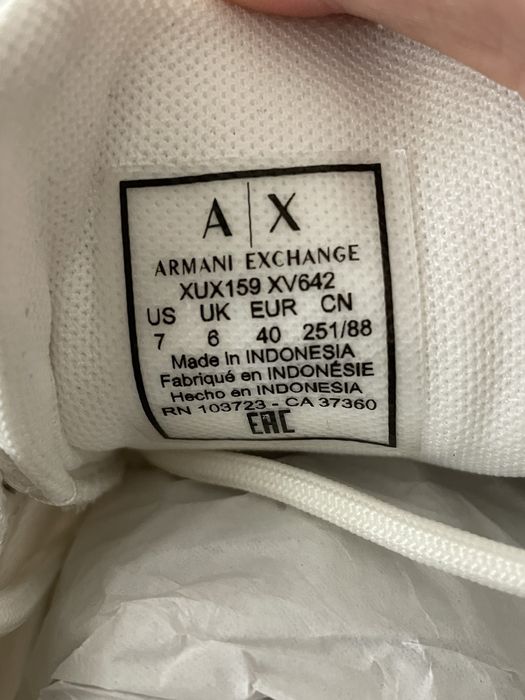 A|X
ARMANI EXCHANGE
XUX159 XV642
US UK EUR CN
7 6 40 251/88
Made In INDONESIA
Fabriqué en INDONÉSIE
Hecho en INDONESIA
RN 103723 - CA 37360
EAC